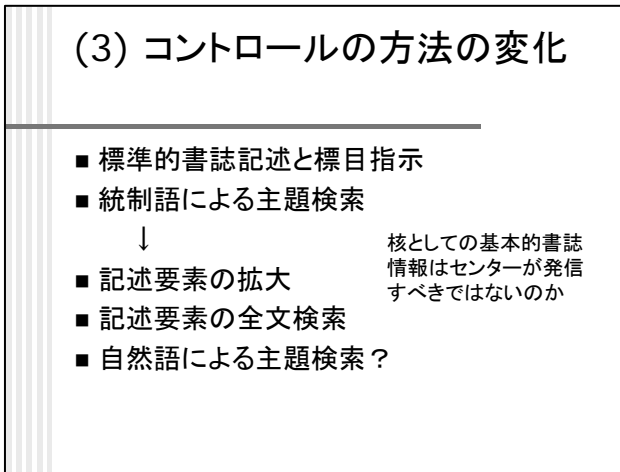 (3) コントロールの方法の変化
■ 標準的書誌記述と標目指示
■ 統制語による主題検索
↓
■ 記述要素の拡大
■ 記述要素の全文検索
■ 自然語による主題検索？
核としての基本的書誌
情報はセンターが発信
すべきではないのか